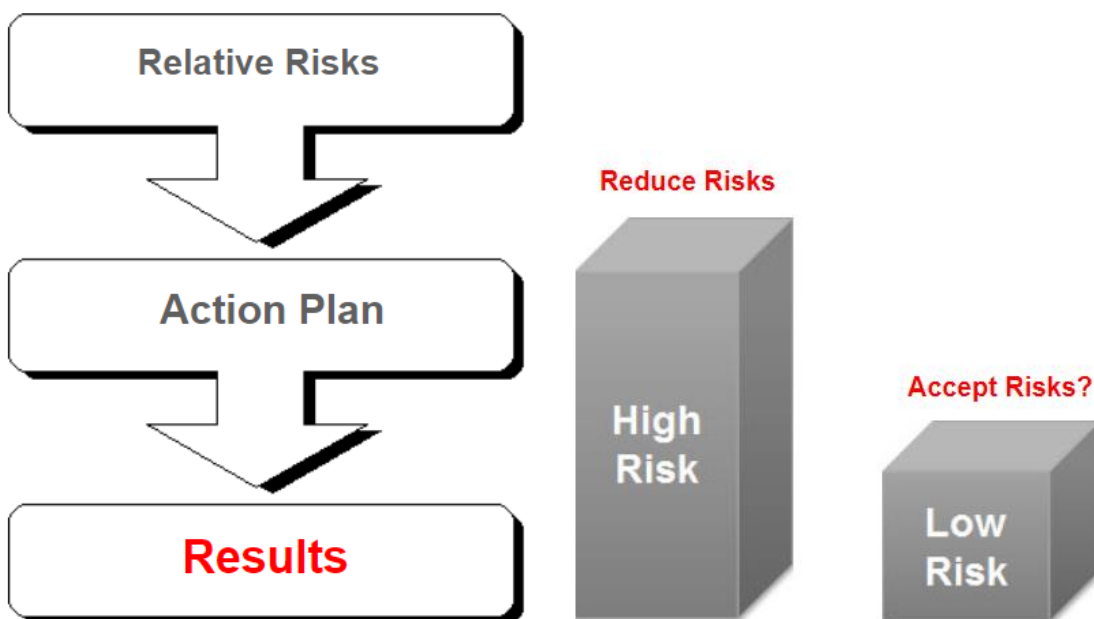 Relative Risks
Action Plan
Results
Reduce Risks
High
Risk
Accept Risks?
Low
Risk